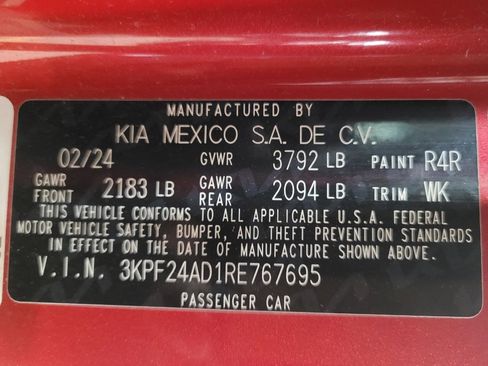 MANUFACTURED BY
KIA MEXICO S.A. DE C.V.
02/24 GVWR 3792 LB PAINT R4R
GAWR FRONT 2183 LB GAWR REAR 2094 LB TRIM WK
THIS VEHICLE CONFORMS TO ALL APPLICABLE U.S.A. FEDERAL
MOTOR VEHICLE SAFETY, BUMPER, AND THEFT PREVENTION STANDARDS
IN EFFECT ON THE DATE OF MANUFACTURE SHOWN ABOVE.
V.I.N. 3KPF24AD1RE767695
PASSENGER CAR